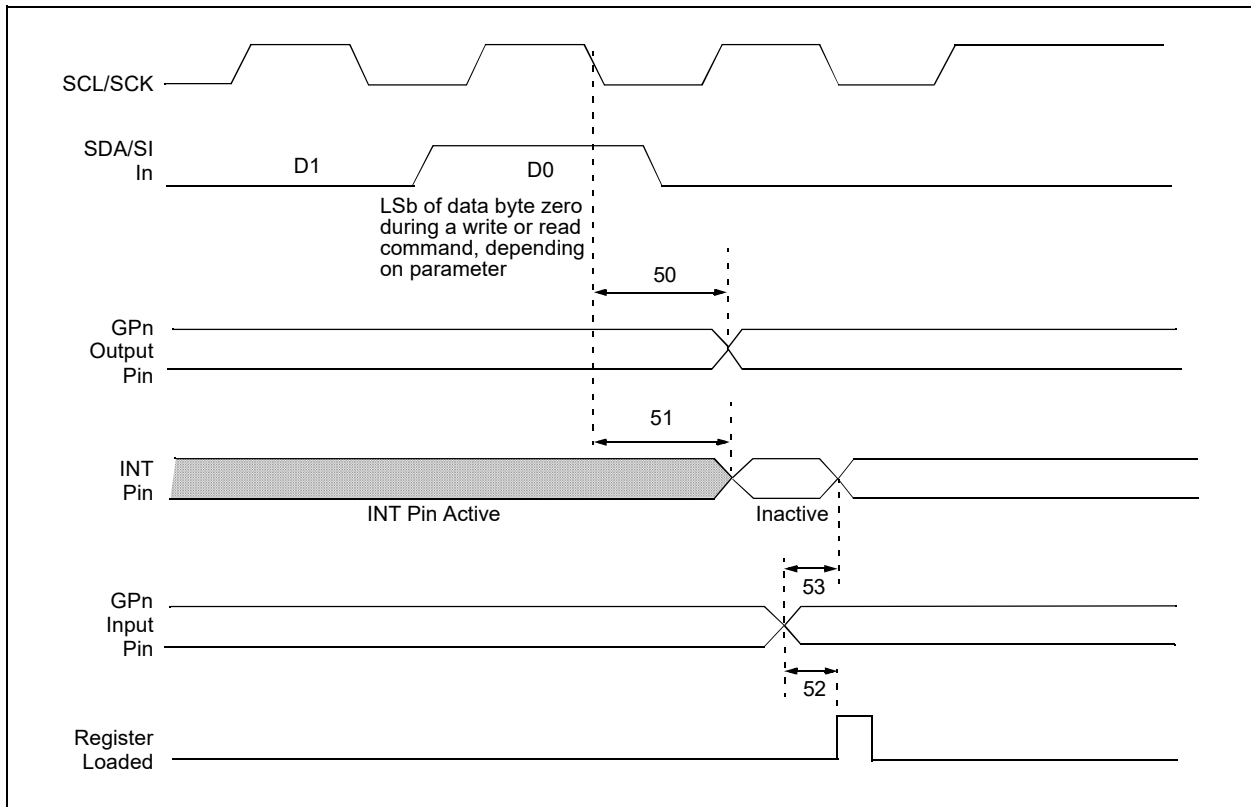 SCL/SCK
SDA/SI
In
D1
D0
LSb of data byte zero
during a write or read
command, depending
on parameter
50
GPn
Output
Pin
51
INT
Pin
INT Pin Active
Inactive
53
GPn
Input
Pin
52
Register
Loaded